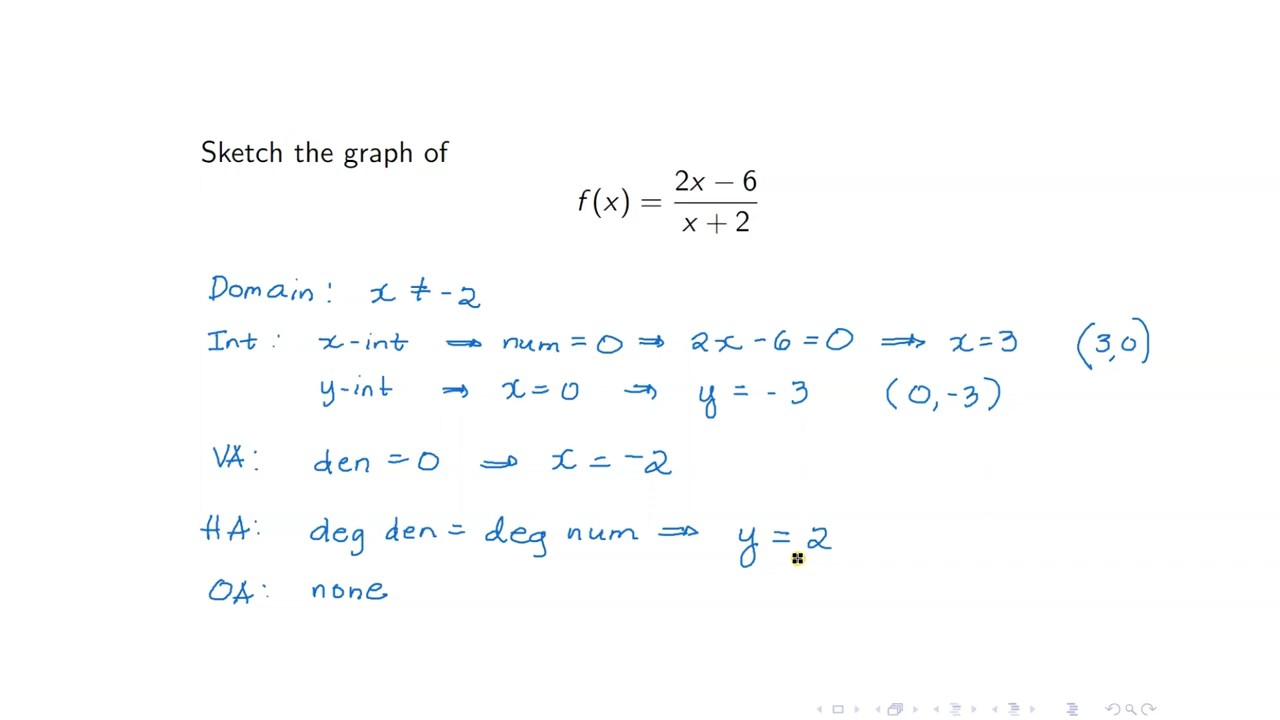 Sketch the graph of
f(x) = (2x − 6)/(x + 2)
Domain: x ≠ -2
Int: x-int ⇒ num = 0 ⇒ 2x - 6 = 0 ⇒ x = 3 (3,0)
y-int ⇒ x = 0 ⇒ y = -3 (0,-3)
VA: den = 0 ⇒ x = -2
HA: deg den = deg num ⇒ y = 2
OA: none